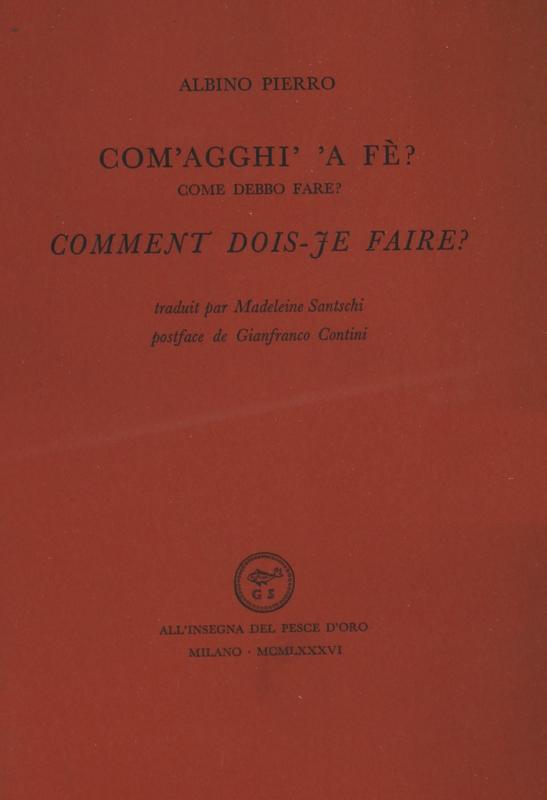 ALBINO PIERRO
COM'AGGHI' 'A FÈ?
COME DEBBO FARE?
COMMENT DOIS-JE FAIRE?
traduit par Madeleine Santschi
postface de Gianfranco Contini
G S
ALL'INSEGNA DEL PESCE D'ORO
MILANO · MCMLXXXVI